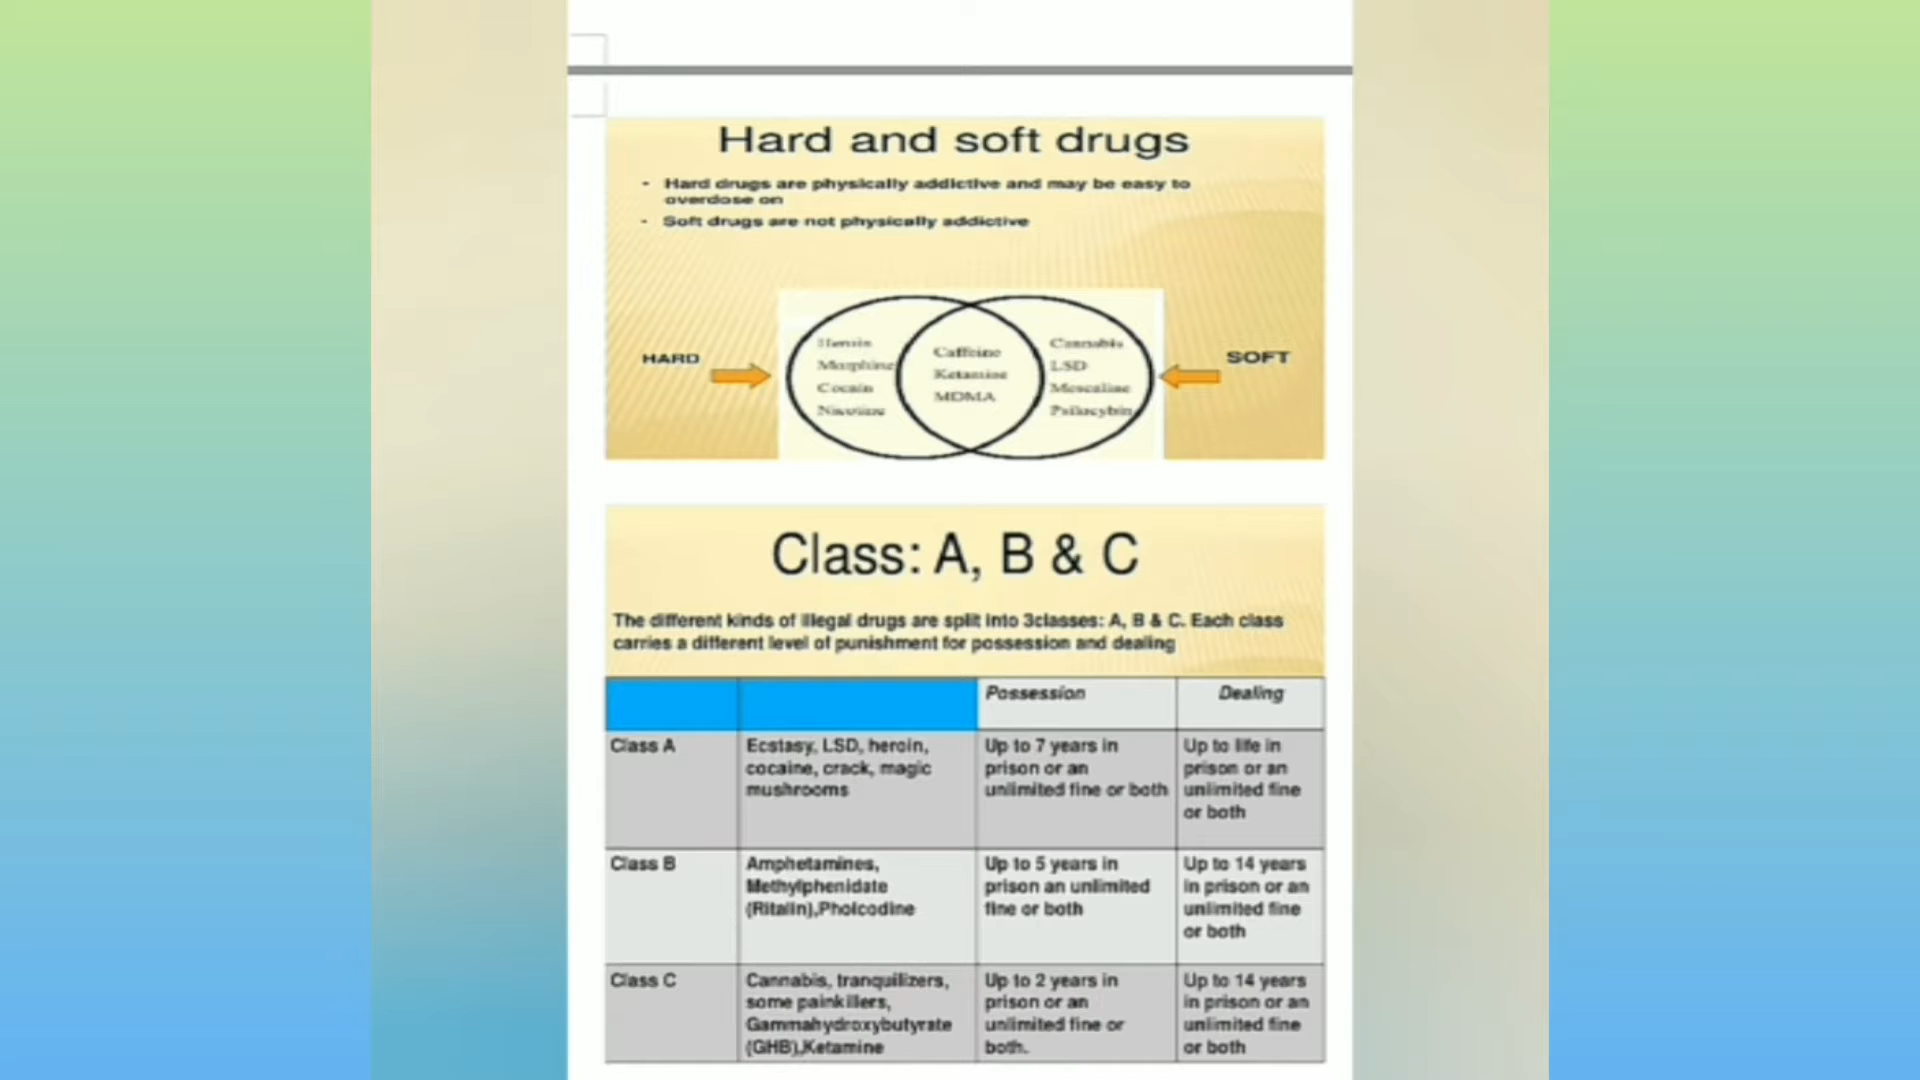 Hard and soft drugs
- Hard drugs are physically addictive and may be easy to
overdose on
- Soft drugs are not physically addictive
HARD
Heroin
Morphine
Cocain
Nicotine
Caffeine
Ketamine
MDMA
Cannabis
LSD
Mescaline
Psilocybin
SOFT
Class: A, B & C
The different kinds of illegal drugs are split into 3classes: A, B & C. Each class
carries a different level of punishment for possession and dealing
Possession
Dealing
Class A
Ecstasy, LSD, heroin,
cocaine, crack, magic
mushrooms
Up to 7 years in
prison or an
unlimited fine or both
Up to life in
prison or an
unlimited fine
or both
Class B
Amphetamines,
Methylphenidate
(Ritalin),Pholcodine
Up to 5 years in
prison an unlimited
fine or both
Up to 14 years
in prison or an
unlimited fine
or both
Class C
Cannabis, tranquilizers,
some painkillers,
Gammahydroxybutyrate
(GHB),Ketamine
Up to 2 years in
prison or an
unlimited fine or
both.
Up to 14 years
in prison or an
unlimited fine
or both